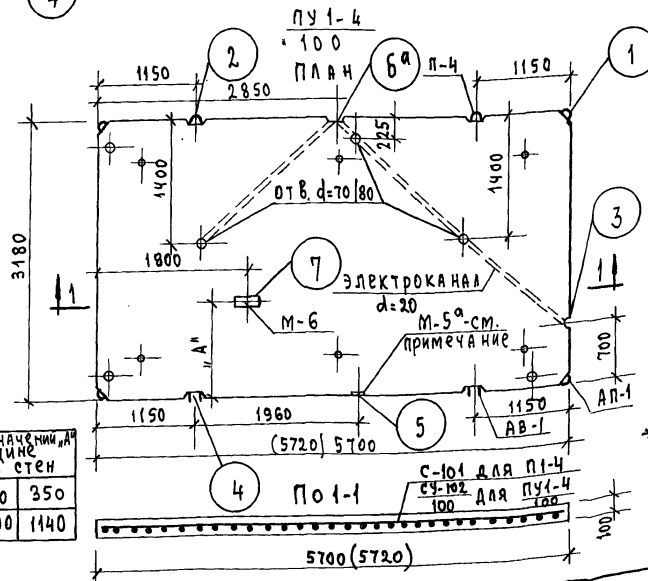 ПУ 1-4
100
ПЛАН
2
6а
П-4
1
1150
1150
2850
225
1400
1400
ОТВ. d=70/80
3180
3
1800
7
ЭЛЕКТРОКАНАЛ
d=20
1
1
М-6
М-5а-см.
примечание
"А"
700
1150
1960
1150
АП-1
5
АВ-1
(5720) 5700
4
350
1140
стен
ПО 1-1
С-101 ДЛЯ П1-4
СУ-102 ДЛЯ ПУ1-4
100
100
100
5700(5720)